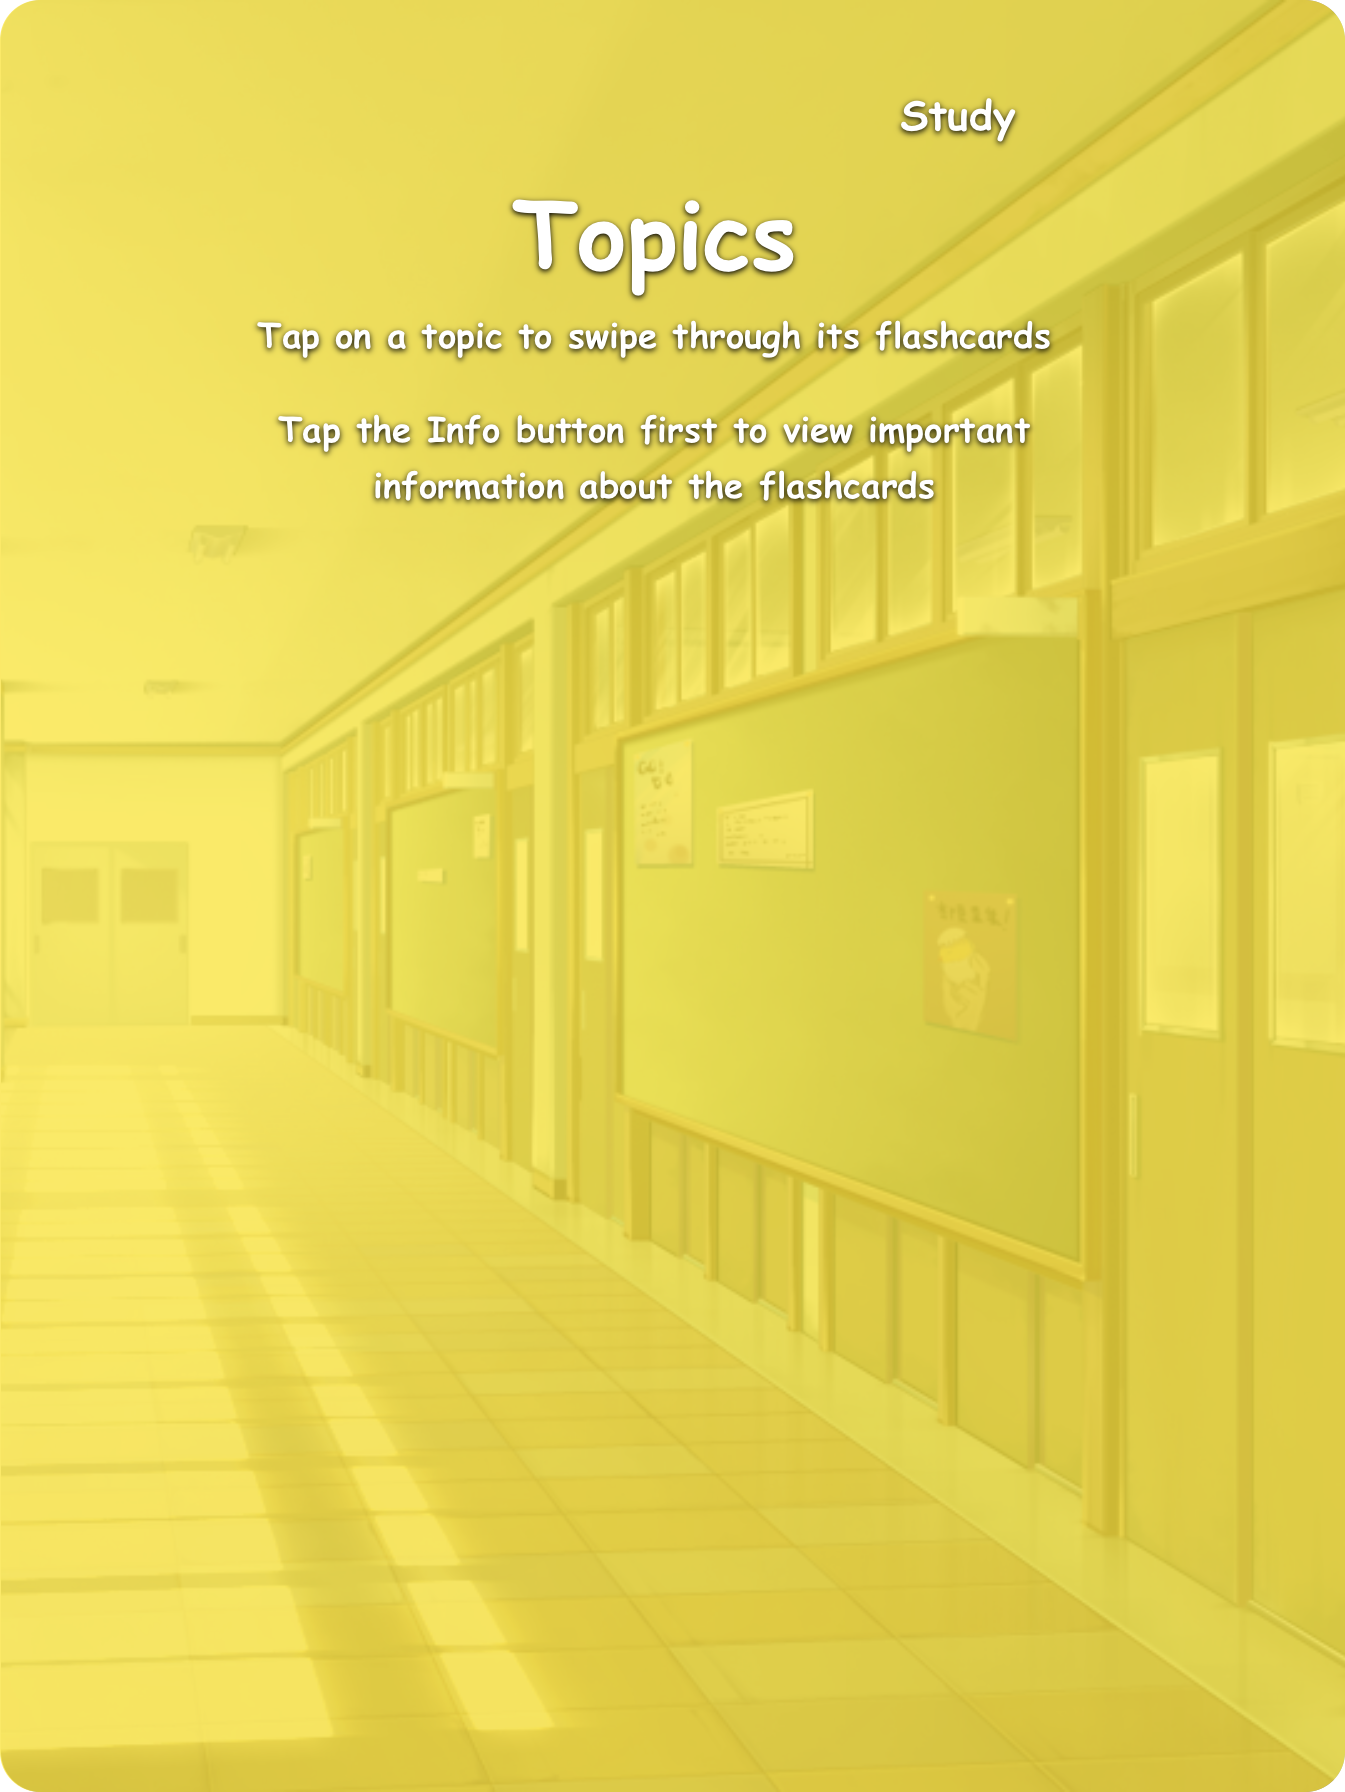 Study
Topics
Tap on a topic to swipe through its flashcards
Tap the Info button first to view important
information about the flashcards